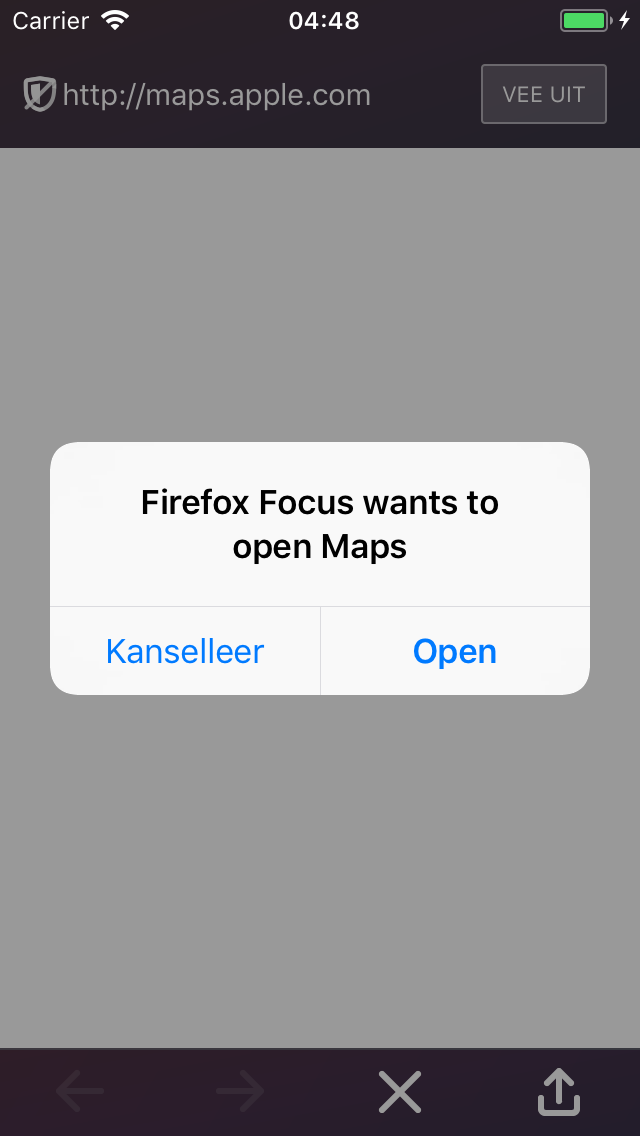 Carrier 04:48
http://maps.apple.com VEE UIT
Firefox Focus wants to
open Maps
Kanselleer Open